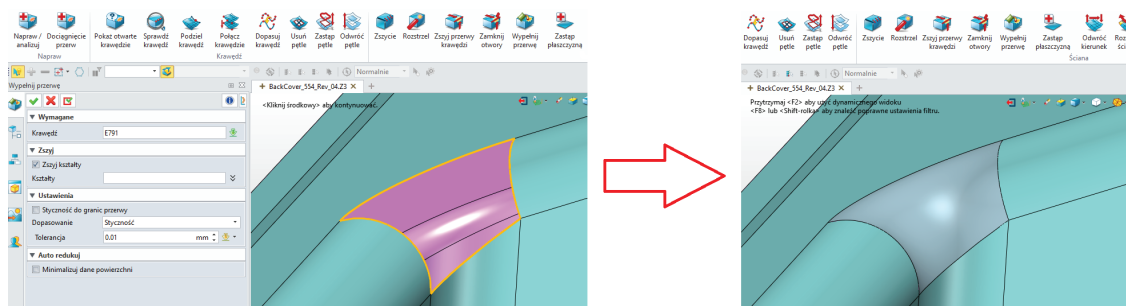 Napraw / analizuj
Dociągnięcie przerw
Pokaż otwarte krawędzie
Sprawdź krawędź
Podziel krawędź
Połącz krawędzie
Dopasuj krawędź
Usuń pętle
Zastąp pętle
Odwróć pętle
Zszycie
Rozstrzel
Zszyj przerwy krawędzi
Zamknij otwory
Wypełnij przerwę
Zastąp płaszczyzną
Napraw
Krawędź
Normalnie
Wypełnij przerwę
+ BackCover_554_Rev_04.Z3 × +
<Kliknij środkowy> aby kontynuować.
Wymagane
Krawędź
E791
Zszyj
Zszyj kształty
Kształty
Ustawienia
Styczność do granic przerwy
Dopasowanie
Styczność
Tolerancja
0.01
mm
Auto redukuj
Minimalizuj dane powierzchni
Dopasuj krawędź
Usuń pętle
Zastąp pętle
Odwróć pętle
Zszycie
Rozstrzel
Zszyj przerwy krawędzi
Zamknij otwory
Wypełnij przerwę
Zastąp płaszczyzną
Odwróć kierunek
Ściana
Normalnie
+ BackCover_554_Rev_04.Z3 × +
Przytrzymaj <F2> aby użyć dynamicznego widoku
<F8> lub <Shift-rolka> aby znaleźć poprawne ustawienia filtru.